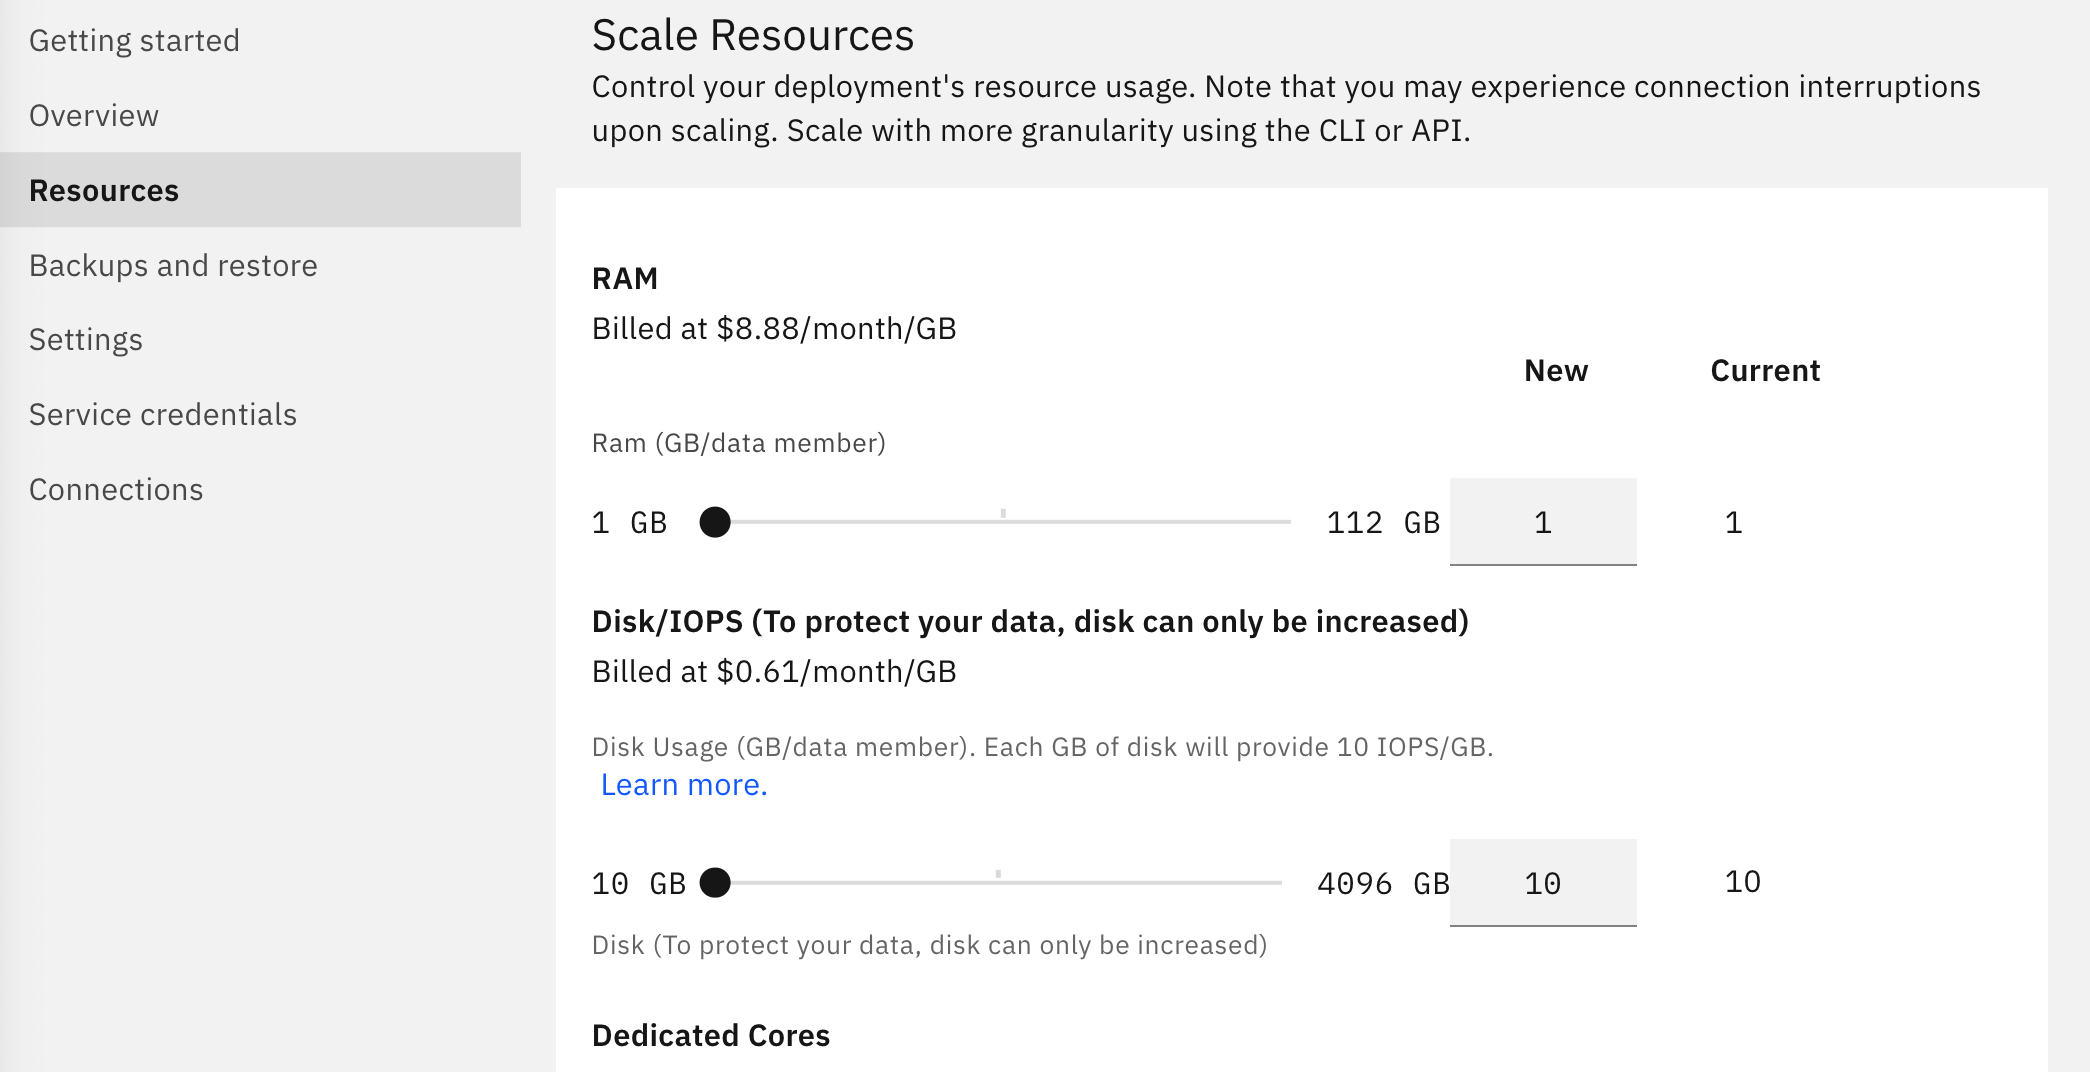 Getting started
Overview
Resources
Backups and restore
Settings
Service credentials
Connections
Scale Resources
Control your deployment's resource usage. Note that you may experience connection interruptions
upon scaling. Scale with more granularity using the CLI or API.
RAM
Billed at $8.88/month/GB
New Current
Ram (GB/data member)
1 GB 112 GB 1 1
Disk/IOPS (To protect your data, disk can only be increased)
Billed at $0.61/month/GB
Disk Usage (GB/data member). Each GB of disk will provide 10 IOPS/GB.
Learn more.
10 GB 4096 GB 10 10
Disk (To protect your data, disk can only be increased)
Dedicated Cores